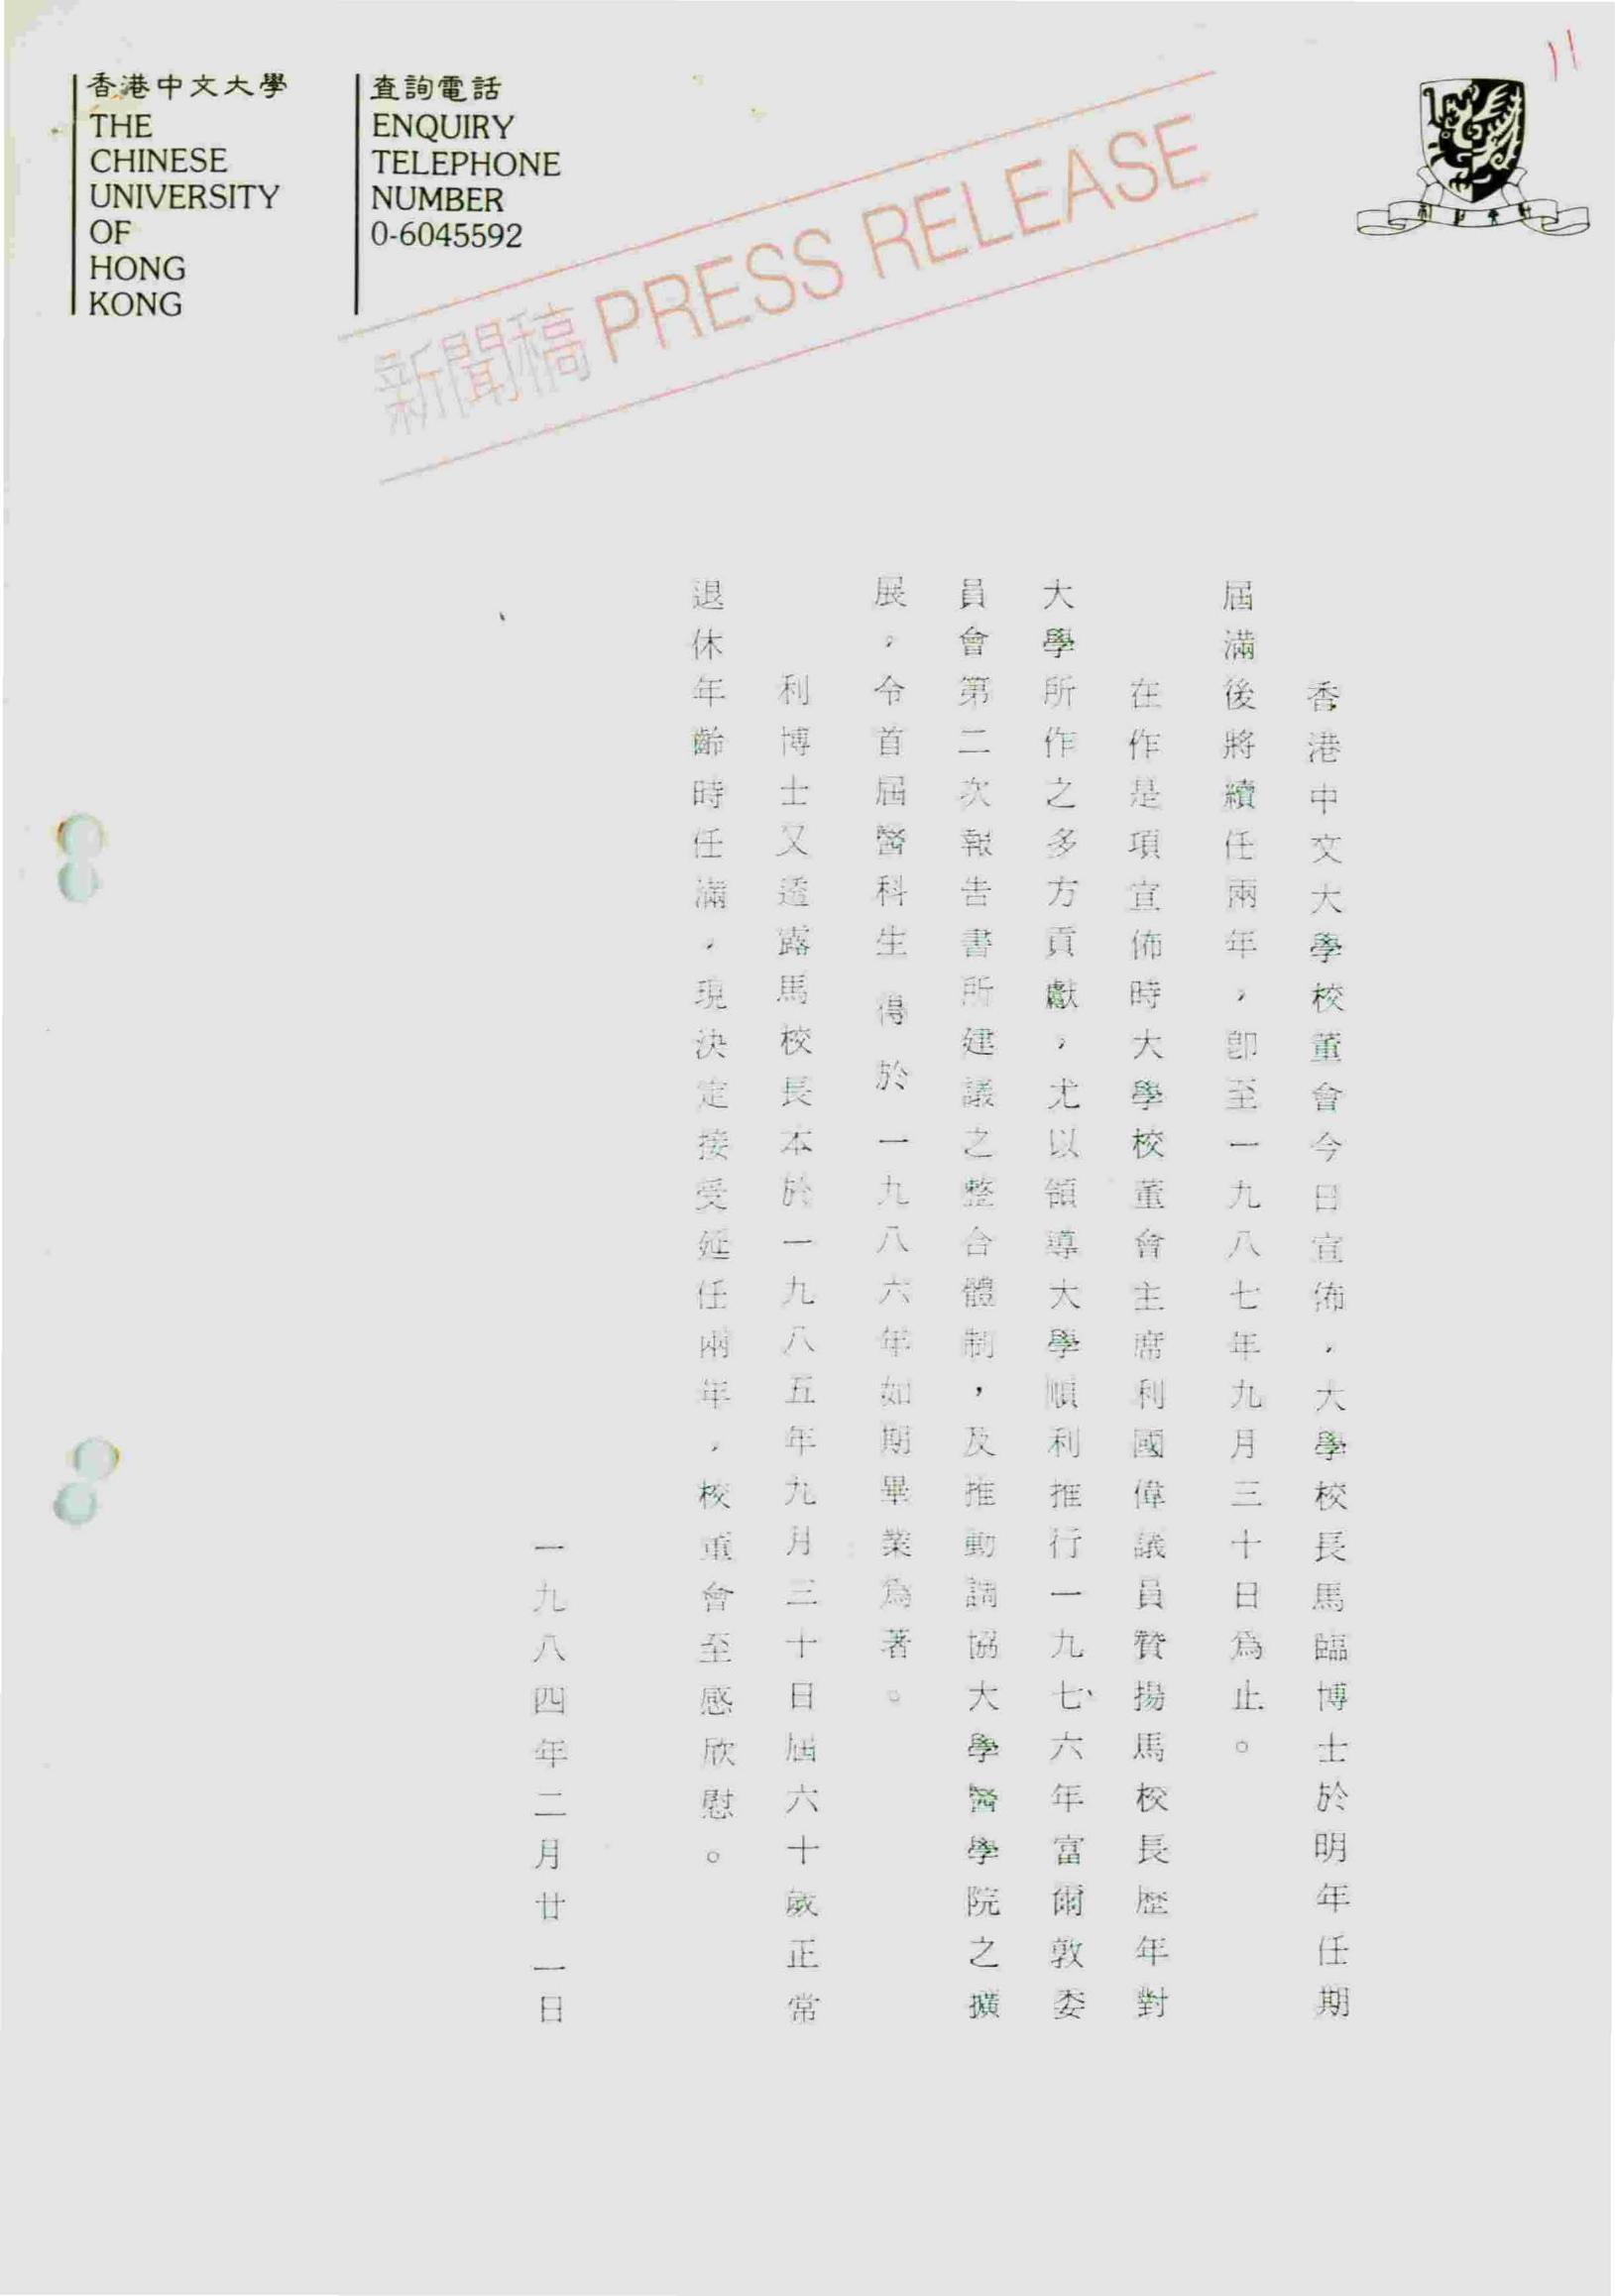 香港中文大學
THE
CHINESE
UNIVERSITY
OF
HONG
KONG
查詢電話
ENQUIRY
TELEPHONE
NUMBER
0-6045592
新聞稿 PRESS RELEASE
11
香港中文大學校董會今日宣佈，大學校長馬臨博士於明年任期
屆滿後將續任兩年，卽至一九八七年九月三十日為止。
在作是項宣佈時大學校董會主席利國偉議員贊揚馬校長歷年對
大學所作之多方貢獻，尤以領導大學順利推行一九七六年富爾敦委
員會第二次報告書所建議之整合體制，及推動調協大學醫學院之擴
展，令首屆醫科生得於一九八六年如期畢業為著。
利博士又透露馬校長本於一九八五年九月三十日屆六十歲正常
退休年齡時任滿，現決定接受延任兩年，校董會至感欣慰。
一九八四年二月廿一日